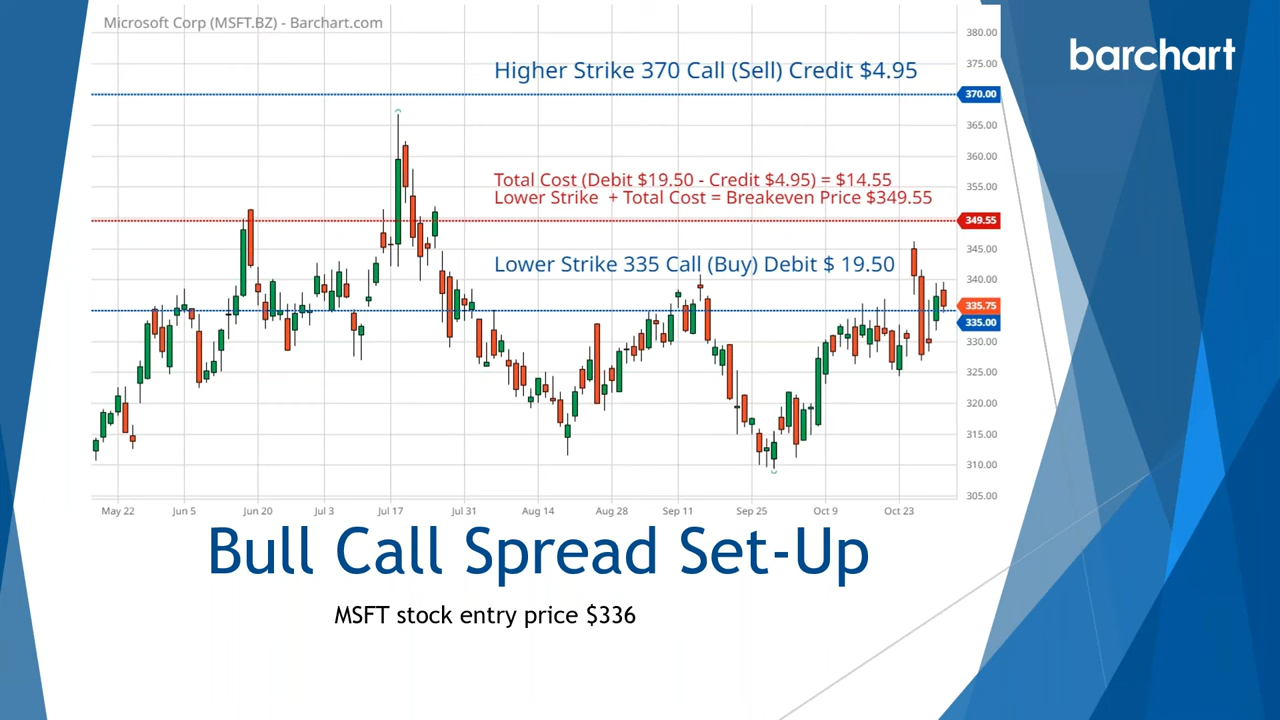 Microsoft Corp (MSFT.BZ) - Barchart.com
barchart
Higher Strike 370 Call (Sell) Credit $4.95
Total Cost (Debit $19.50 - Credit $4.95) = $14.55
Lower Strike + Total Cost = Breakeven Price $349.55
Lower Strike 335 Call (Buy) Debit $ 19.50
380.00
375.00
370.00
365.00
360.00
355.00
349.55
345.00
340.00
335.75
335.00
330.00
325.00
320.00
315.00
310.00
305.00
May 22 Jun 5 Jun 20 Jul 3 Jul 17 Jul 31 Aug 14 Aug 28 Sep 11 Sep 25 Oct 9 Oct 23
Bull Call Spread Set-Up
MSFT stock entry price $336